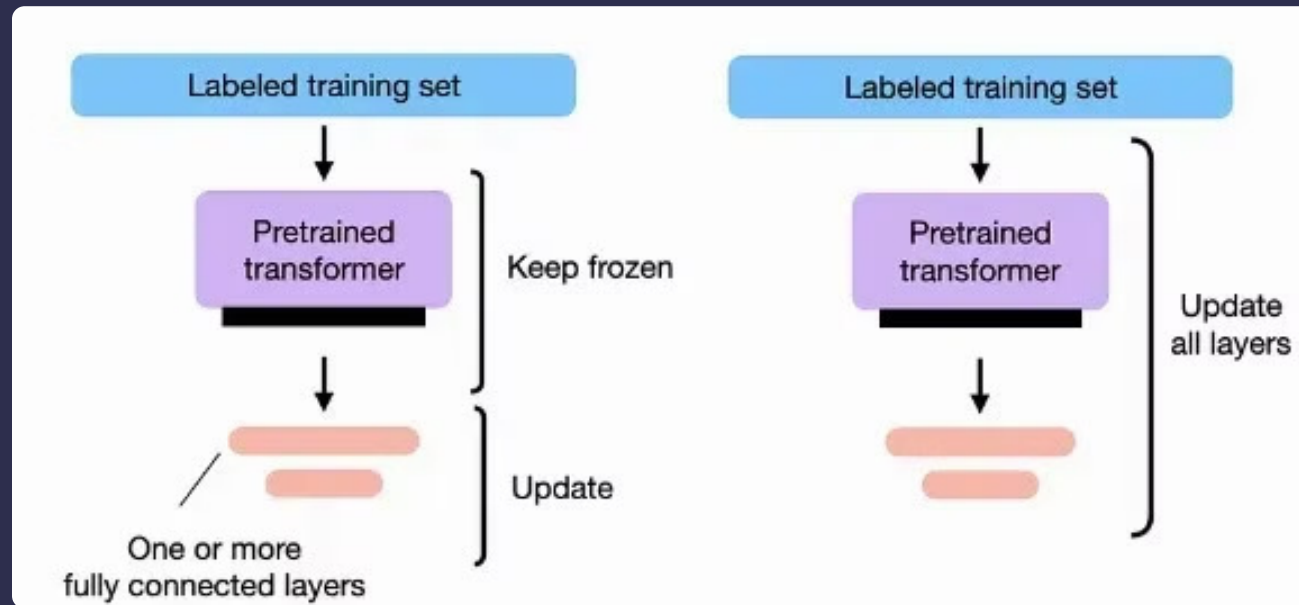 Labeled training set
Pretrained
transformer
Keep frozen
Update
One or more
fully connected layers
Labeled training set
Pretrained
transformer
Update
all layers